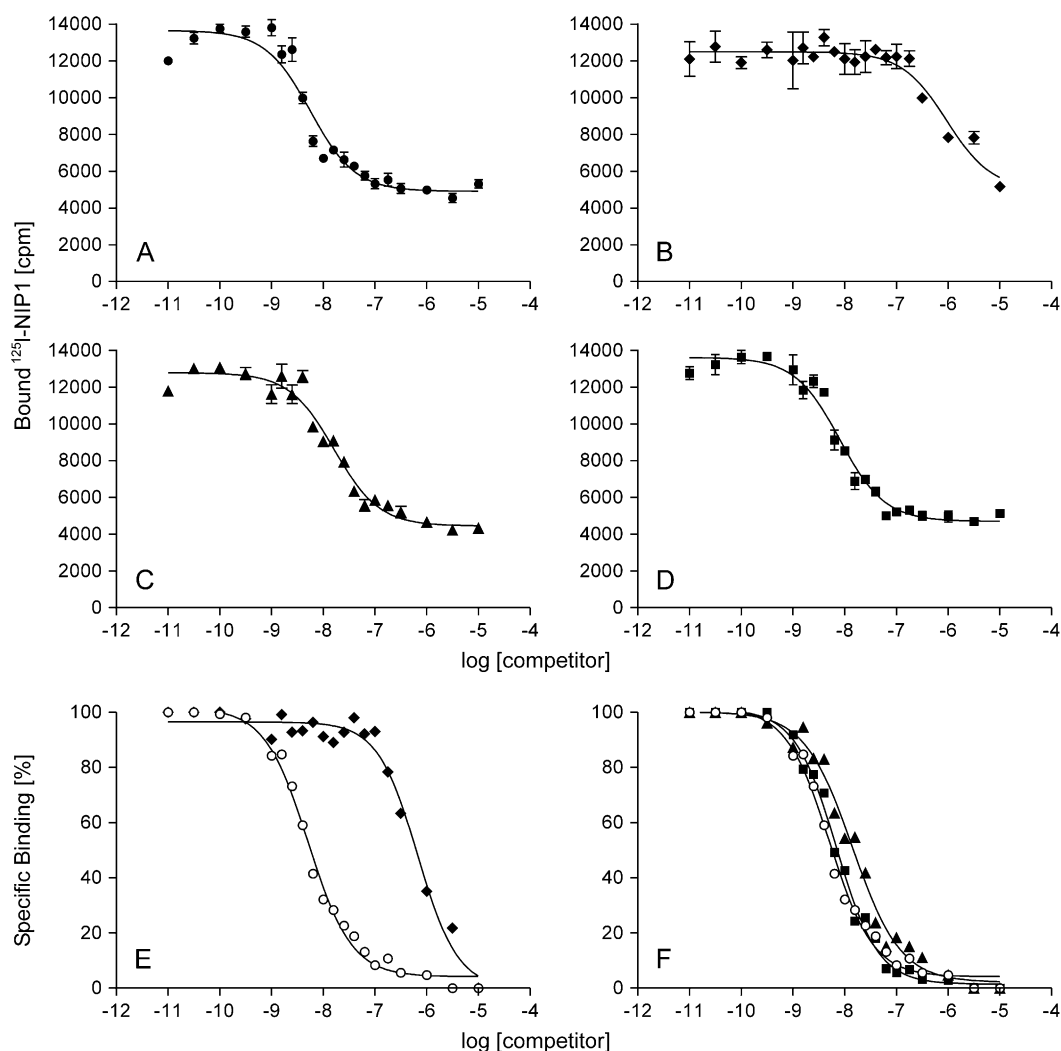 14000
12000
10000
8000
6000
4000
2000
0
A
-12 -11 -10 -9 -8 -7 -6 -5 -4
14000
12000
10000
8000
6000
4000
2000
0
B
-12 -11 -10 -9 -8 -7 -6 -5 -4
Bound ¹²⁵I-NIP1 [cpm]
14000
12000
10000
8000
6000
4000
2000
0
C
-12 -11 -10 -9 -8 -7 -6 -5 -4
14000
12000
10000
8000
6000
4000
2000
0
D
-12 -11 -10 -9 -8 -7 -6 -5 -4
log [competitor]
Specific Binding [%]
100
80
60
40
20
0
E
-12 -11 -10 -9 -8 -7 -6 -5 -4
100
80
60
40
20
0
F
-12 -11 -10 -9 -8 -7 -6 -5 -4
log [competitor]